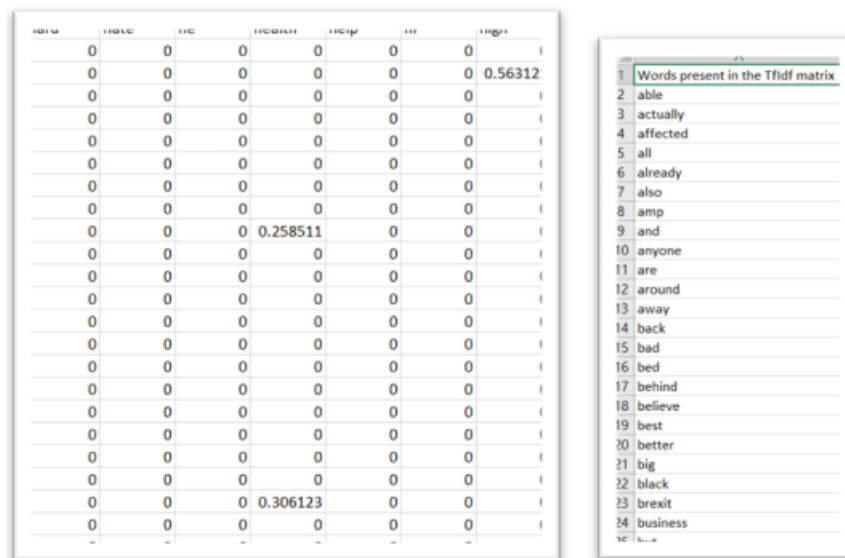 hard hate he health help high
0 0 0 0 0 0
0 0 0 0 0 0 0.56312
0 0 0 0 0 0
0 0 0 0 0 0
0 0 0 0 0 0
0 0 0 0 0 0
0 0 0 0 0 0
0 0 0 0 0 0
0 0 0 0.258511 0 0
0 0 0 0 0 0
0 0 0 0 0 0
0 0 0 0 0 0
0 0 0 0 0 0
0 0 0 0 0 0
0 0 0 0 0 0
0 0 0 0 0 0
0 0 0 0 0 0
0 0 0 0 0 0
0 0 0 0 0 0
0 0 0 0 0 0
0 0 0 0.306123 0 0
0 0 0 0 0 0
1 Words present in the TfIdf matrix
2 able
3 actually
4 affected
5 all
6 already
7 also
8 amp
9 and
10 anyone
11 are
12 around
13 away
14 back
15 bad
16 bed
17 behind
18 believe
19 best
20 better
21 big
22 black
23 brexit
24 business
25 but